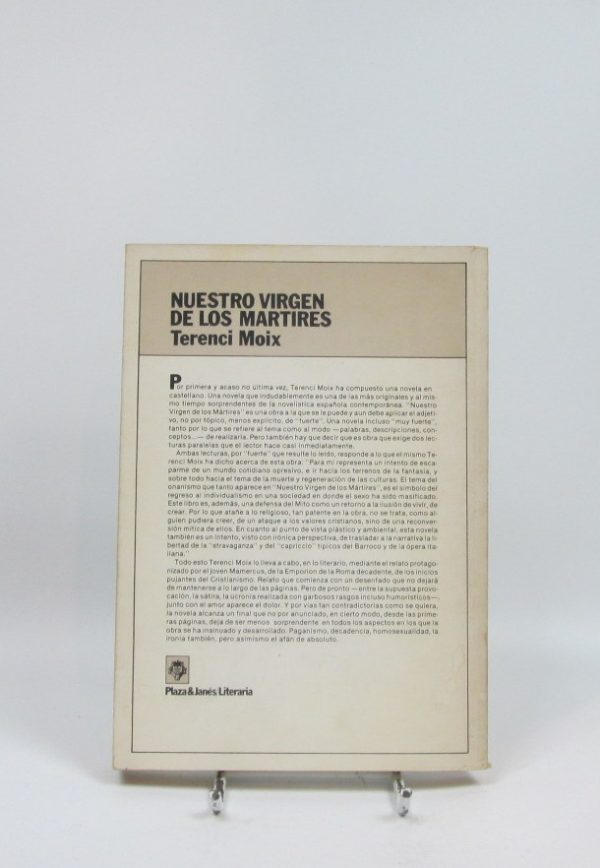 NUESTRO VIRGEN
DE LOS MARTIRES
Terenci Moix
Por primera y acaso no última vez, Terenci Moix ha compuesto una novela en
castellano. Una novela que indudablemente es una de las más originales y al mis-
mo tiempo sorprendentes de la novelística española contemporánea. "Nuestro
Virgen de los Mártires" es una obra a la que se le puede y aun debe aplicar el adjeti-
vo, no por tópico, menos explícito, de "fuerte". Una novela incluso "muy fuerte",
tanto por lo que se refiere al tema como al modo —palabras, descripciones, con-
ceptos...— de realizarla. Pero también hay que decir que es obra que exige dos lec-
turas paralelas que el lector hace casi inmediatamente.
Ambas lecturas, por "fuerte" que resulte lo leído, responde a lo que el mismo Te-
renci Moix ha dicho acerca de esta obra: "Para mí representa un intento de esca-
parme de un mundo cotidiano opresivo, e ir hacia los terrenos de la fantasía, y
sobre todo hacia el tema de la muerte y regeneración de las culturas. El tema del
onanismo que tanto aparece en "Nuestro Virgen de los Mártires", es el símbolo del
regreso al individualismo en una sociedad en donde el sexo ha sido masificado.
Este libro es, además, una defensa del Mito como un retorno a la ilusión de vivir, de
crear. Por lo que atañe a lo religioso, tan patente en la obra, no se trata, como al-
guien pudiera creer, de un ataque a los valores cristianos, sino de una reconver-
sión mítica de ellos. En cuanto al punto de vista plástico y ambiental, esta novela
también es un intento, visto con irónica perspectiva, de trasladar a la narrativa la li-
bertad de la "stravaganza" y del "capriccio" típicos del Barroco y de la ópera ita-
liana."
Todo esto Terenci Moix lo lleva a cabo, en lo literario, mediante el relato protago-
nizado por el joven Mamercus, de la Emporion de la Roma decadente, de los inicios
pujantes del Cristianismo. Relato que comienza con un desenfado que no dejará
de mantenerse a lo largo de las páginas. Pero de pronto —entre la supuesta provo-
cación, la sátira, la ucronía realizada con garbosos rasgos incluso humorísticos—,
junto con el amor aparece el dolor. Y por vías tan contradictorias como se quiera,
la novela alcanza un final que no por anunciado, en cierto modo, desde las prime-
ras páginas, deja de ser menos sorprendente en todos los aspectos en los que la
obra se ha insinuado y desarrollado. Paganismo, decadencia, homosexualidad, la
ironía también, pero asimismo el afán de absoluto.
Plaza & Janés/Literaria